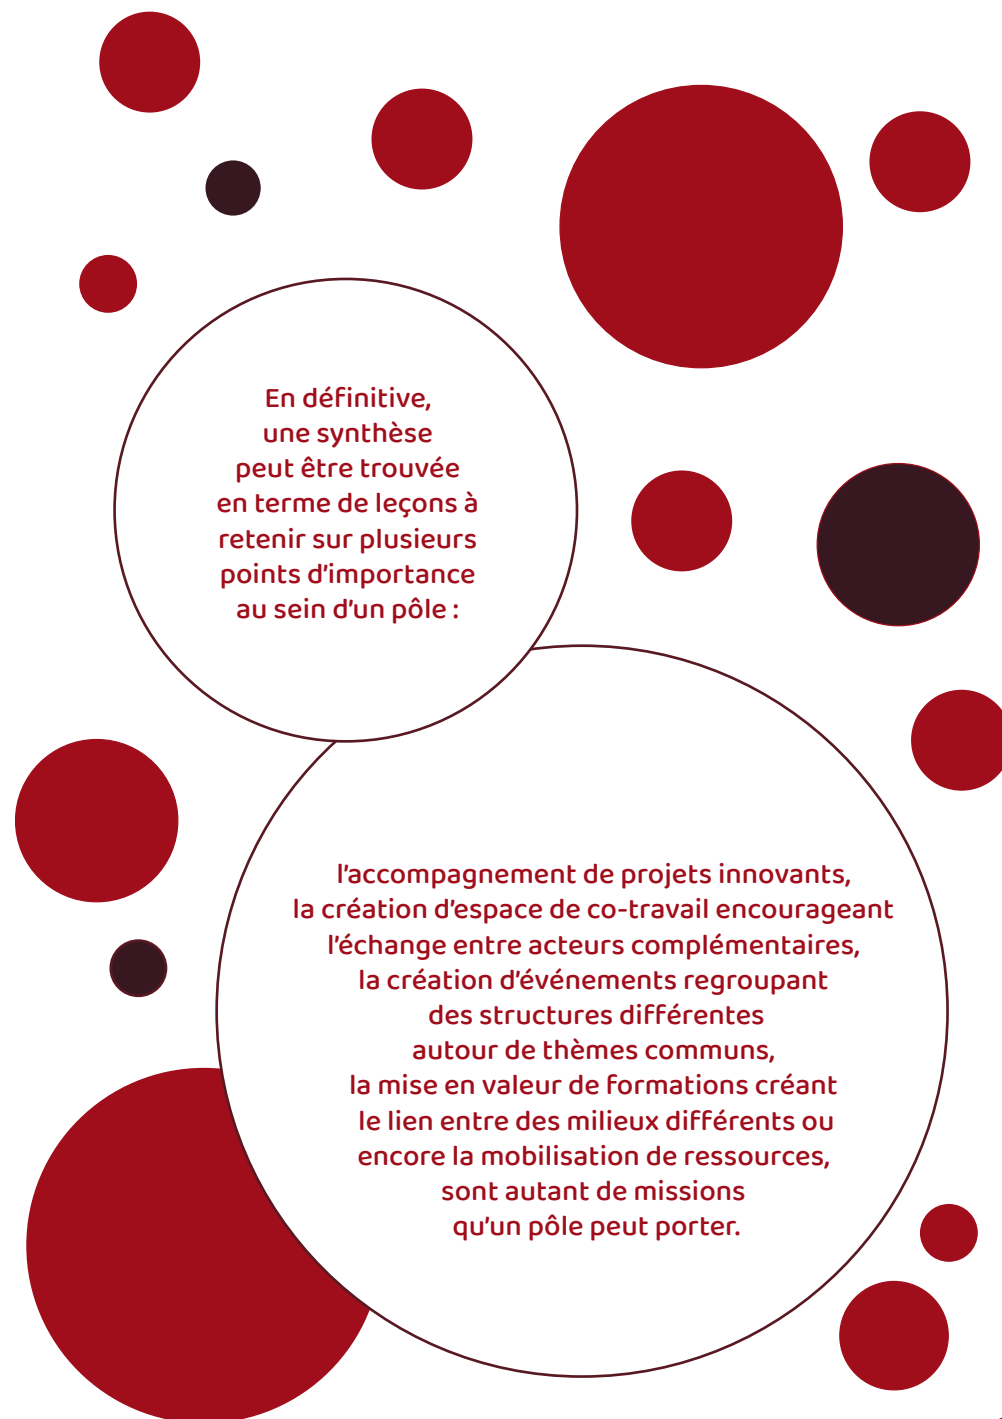 En définitive,
une synthèse
peut être trouvée
en terme de leçons à
retenir sur plusieurs
points d'importance
au sein d'un pôle :
l'accompagnement de projets innovants,
la création d'espace de co-travail encourageant
l'échange entre acteurs complémentaires,
la création d'événements regroupant
des structures différentes
autour de thèmes communs,
la mise en valeur de formations créant
le lien entre des milieux différents ou
encore la mobilisation de ressources,
sont autant de missions
qu'un pôle peut porter.